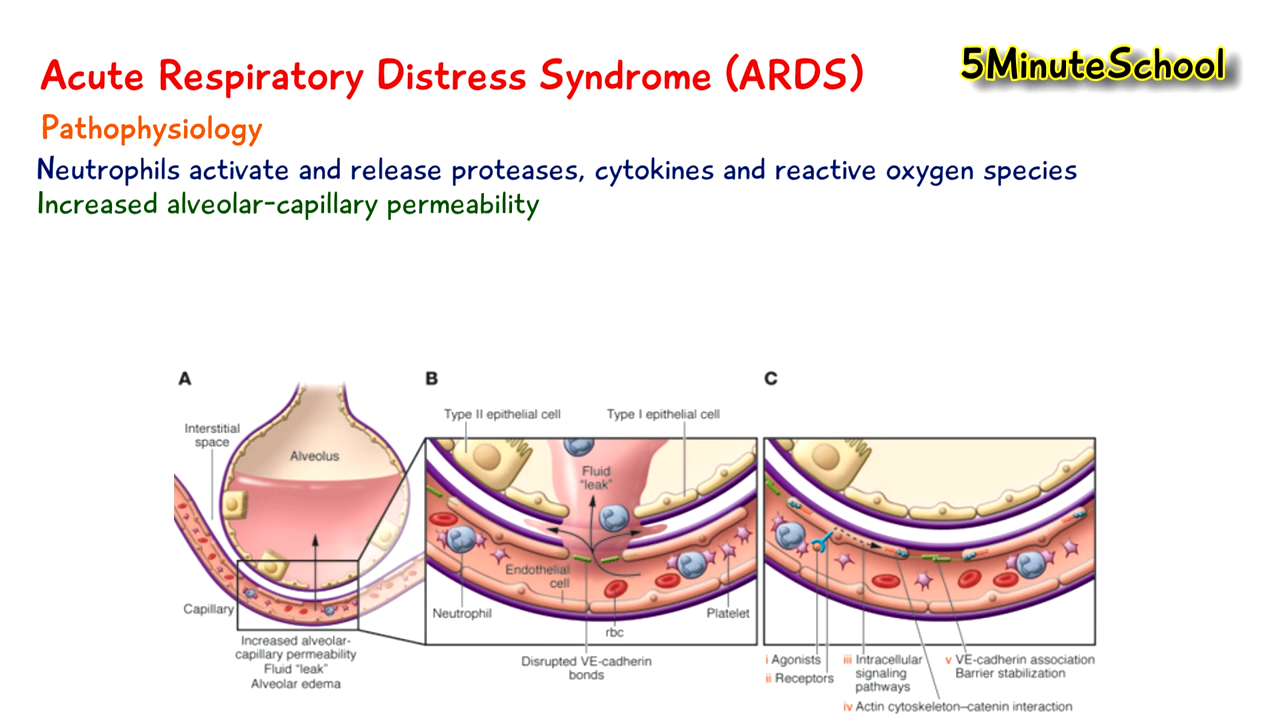 Acute Respiratory Distress Syndrome (ARDS)
5MinuteSchool
Pathophysiology
Neutrophils activate and release proteases, cytokines and reactive oxygen species
Increased alveolar-capillary permeability
A
Interstitial
space
Alveolus
Capillary
Increased alveolar-
capillary permeability
Fluid "leak"
Alveolar edema
B
Type II epithelial cell
Type I epithelial cell
Fluid
"leak"
Endothelial
cell
Neutrophil
rbc
Platelet
Disrupted VE-cadherin
bonds
C
i Agonists
ii Receptors
iii Intracellular
signaling
pathways
iv Actin cytoskeleton–catenin interaction
v VE-cadherin association
Barrier stabilization